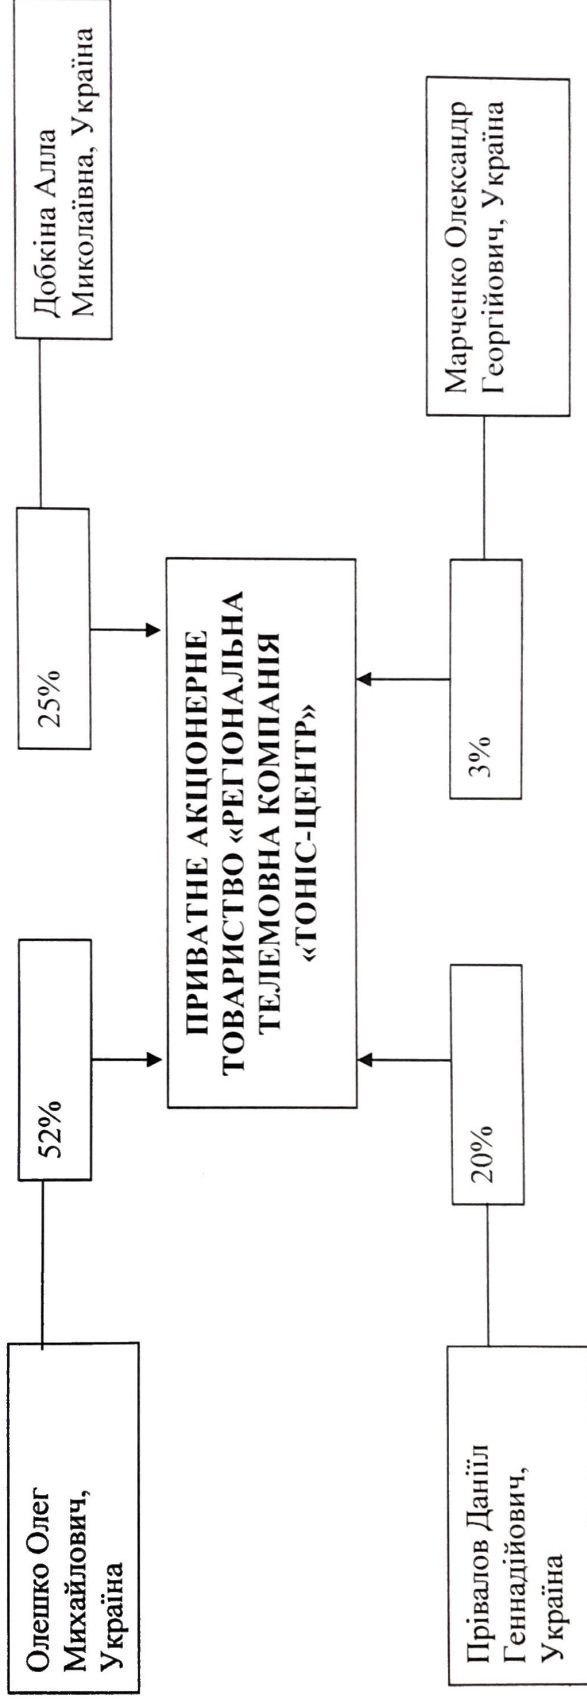 Олешко Олег
Михайлович,
Україна
52%
25%
Добкіна Алла
Миколаївна, Україна
ПРИВАТНЕ АКЦІОНЕРНЕ
ТОВАРИСТВО «РЕГІОНАЛЬНА
ТЕЛЕМОВНА КОМПАНІЯ
«ТОНІС-ЦЕНТР»
Прівалов Данііл
Геннадійович,
Україна
20%
3%
Марченко Олександр
Георгійович, Україна